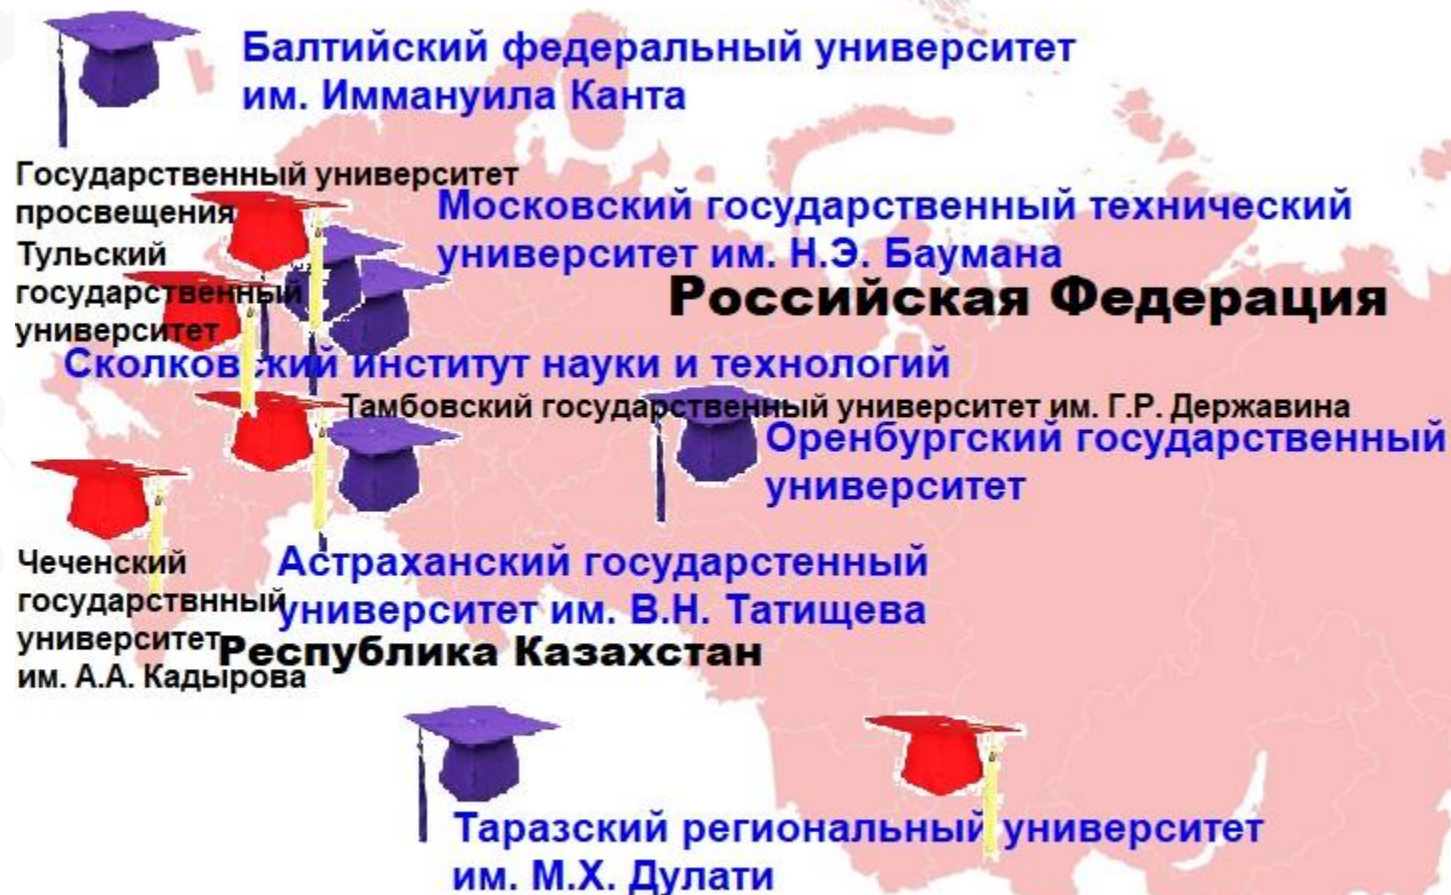 Балтийский федеральный университет
им. Иммануила Канта
Государственный университет
просвещения
Московский государственный технический
университет им. Н.Э. Баумана
Тульский
государственный
университет
Российская Федерация
Сколковский институт науки и технологий
Тамбовский государственный университет им. Г.Р. Державина
Оренбургский государственный
университет
Чеченский
государствнный
университет
им. А.А. Кадырова
Астраханский государстенный
университет им. В.Н. Татищева
Республика Казахстан
Таразский региональный университет
им. М.Х. Дулати